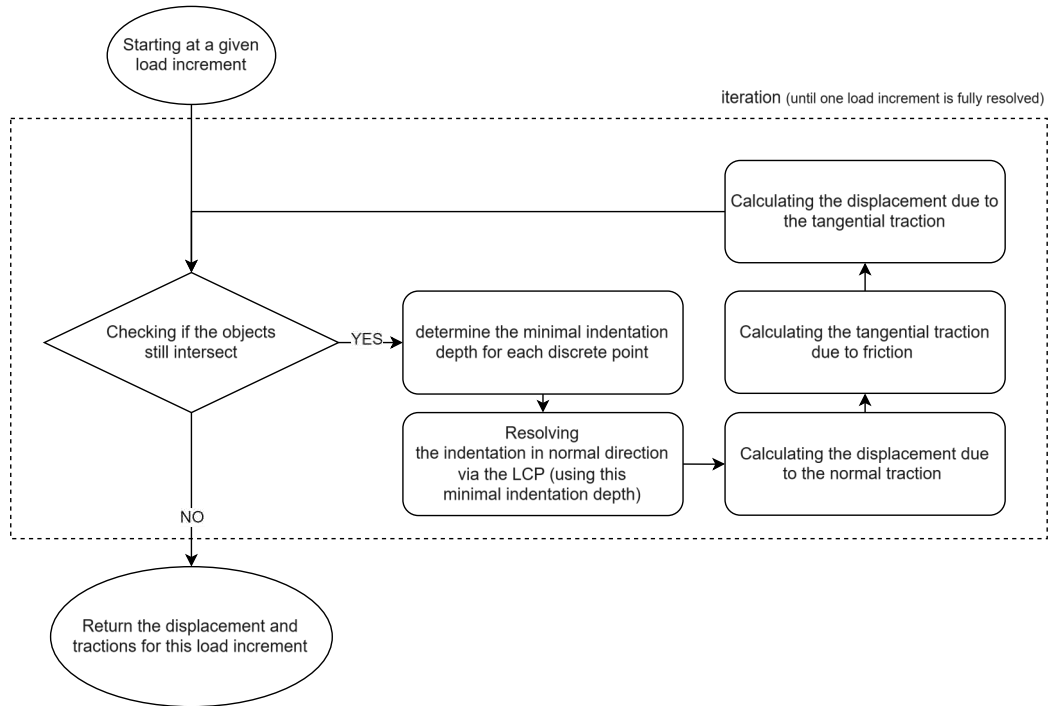 Starting at a given
load increment
iteration (until one load increment is fully resolved)
Calculating the displacement due to
the tangential traction
Checking if the objects
still intersect
YES
determine the minimal indentation
depth for each discrete point
Calculating the tangential traction
due to friction
Resolving
the indentation in normal direction
via the LCP (using this
minimal indentation depth)
Calculating the displacement due
to the normal traction
NO
Return the displacement and
tractions for this load increment